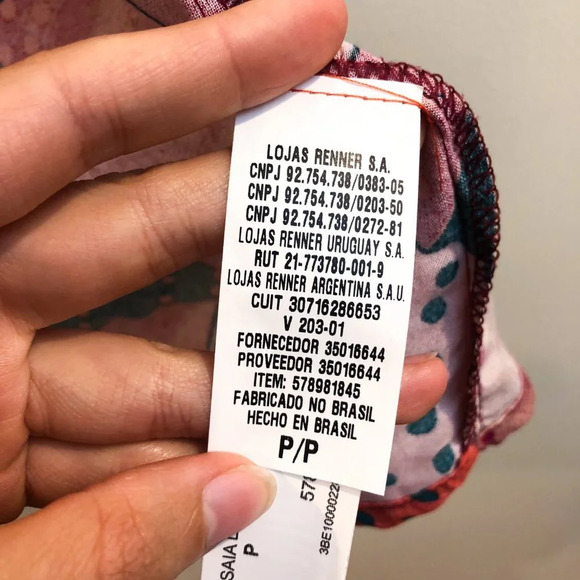 LOJAS RENNER S.A.
CNPJ 92.754.738/0383-05
CNPJ 92.754.738/0203-50
CNPJ 92.754.738/0272-81
LOJAS RENNER URUGUAY S.A.
RUT 21-773780-001-9
LOJAS RENNER ARGENTINA S.A.U.
CUIT 30716286653
V 203-01
FORNECEDOR 35016644
PROVEEDOR 35016644
ITEM: 578981845
FABRICADO NO BRASIL
HECHO EN BRASIL
P/P
SAIA
P